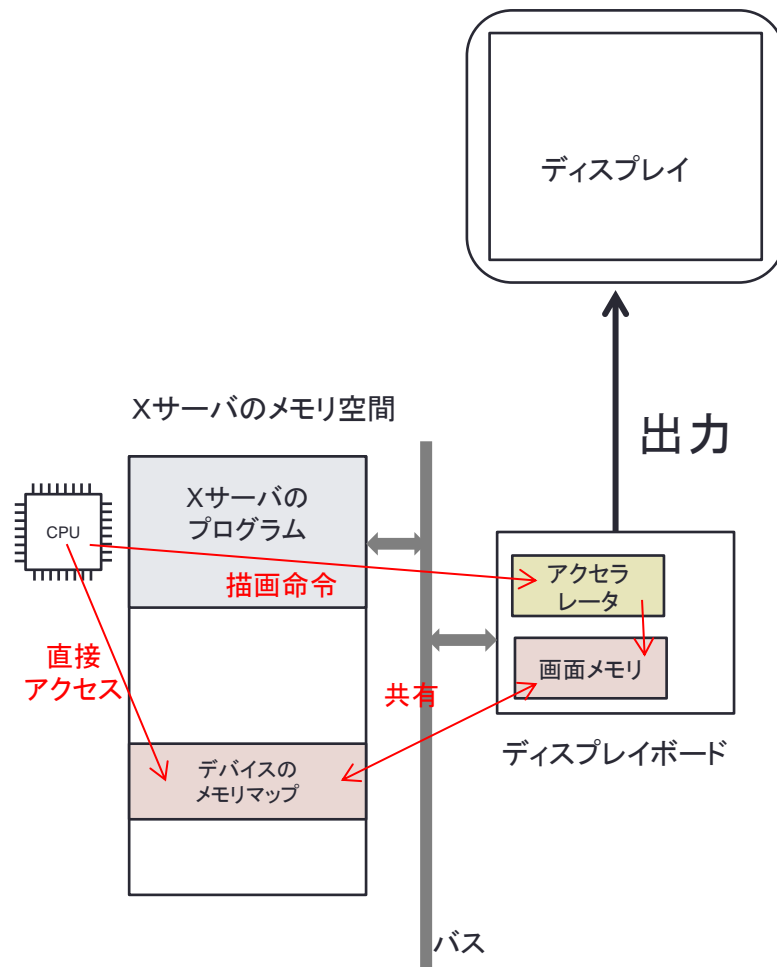 ディスプレイ
Xサーバのメモリ空間
出力
Xサーバの
プログラム
CPU
描画命令
アクセラ
レータ
直接
アクセス
共有
画面メモリ
ディスプレイボード
デバイスの
メモリマップ
バス